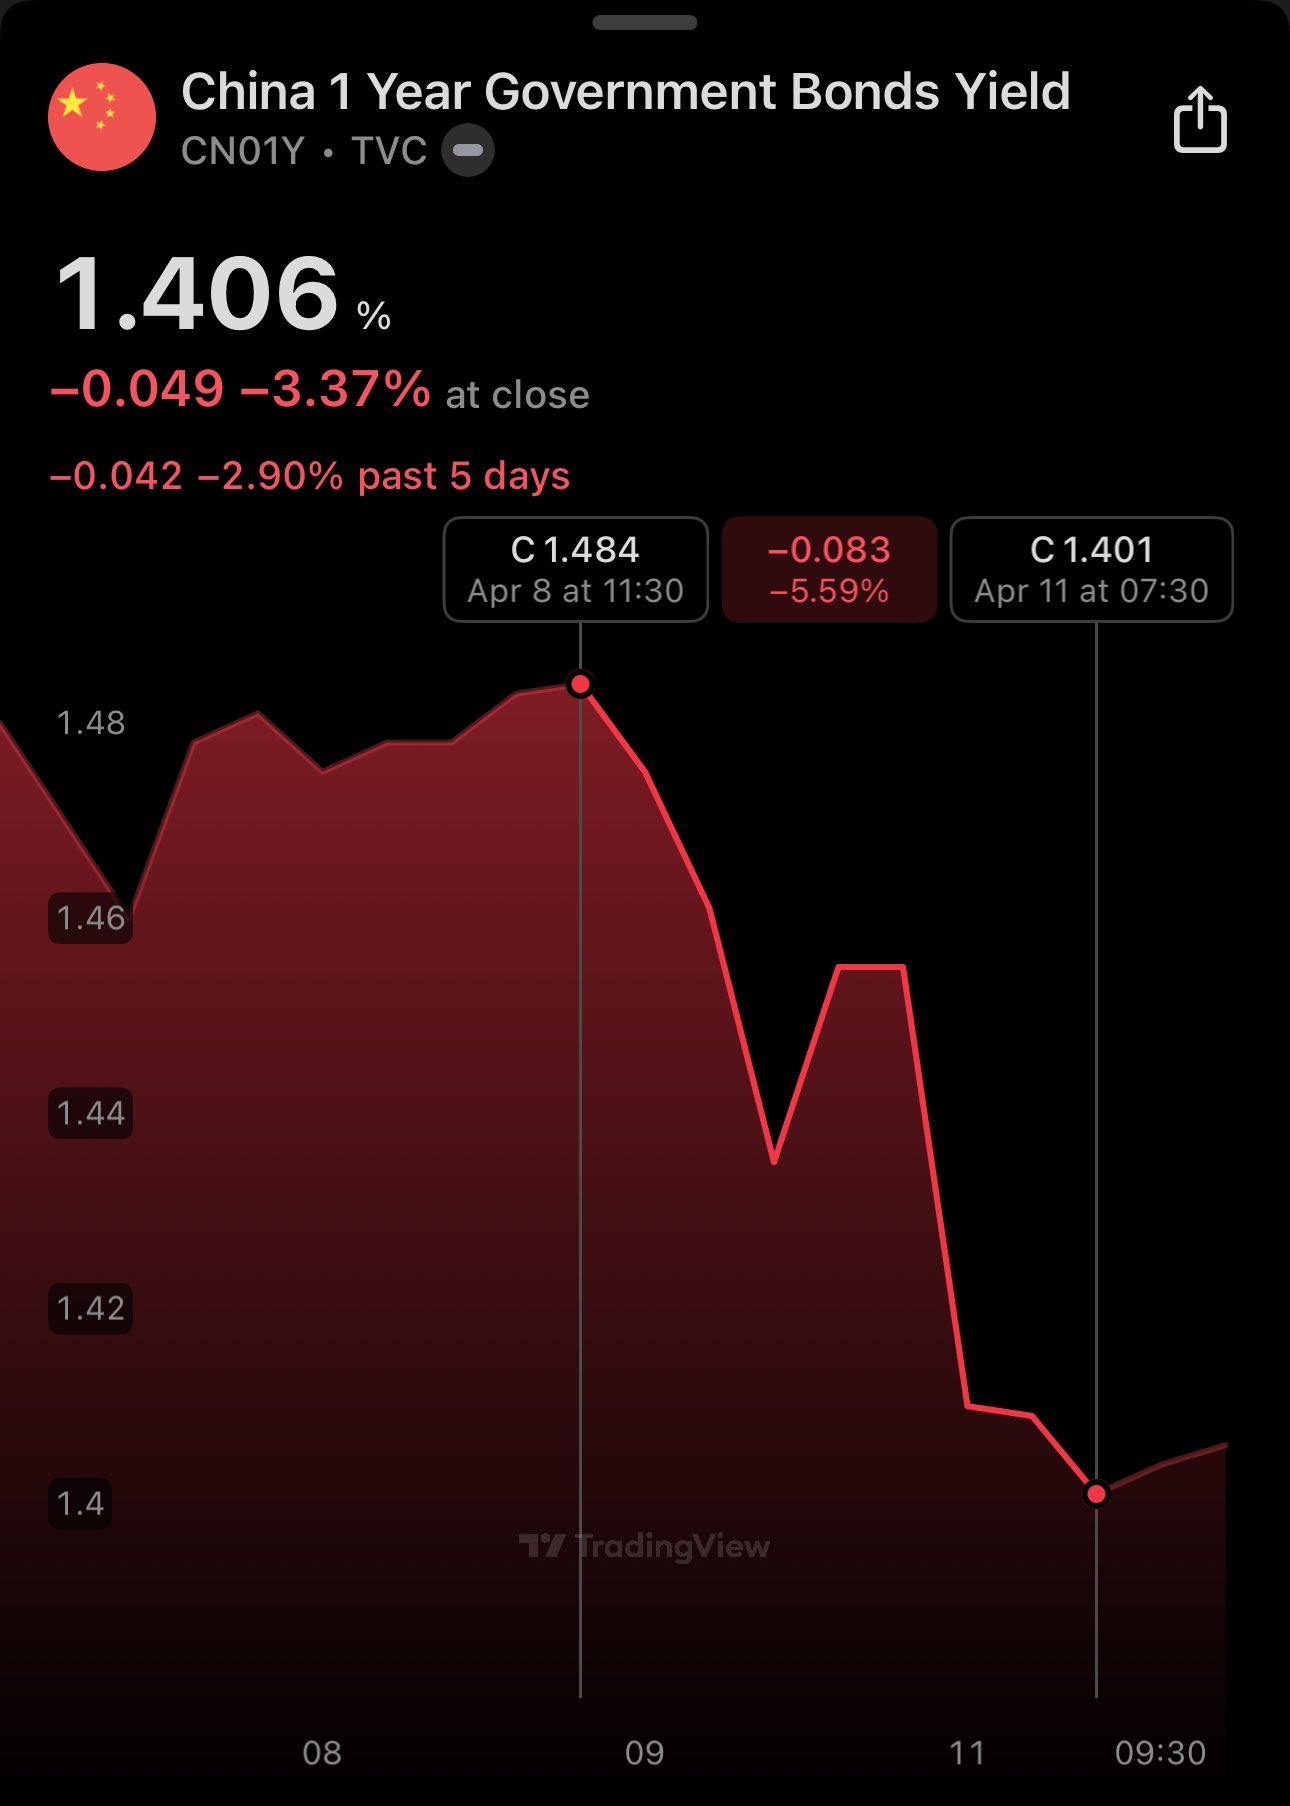 China 1 Year Government Bonds Yield
CN01Y • TVC
1.406 %
−0.049 −3.37% at close
−0.042 −2.90% past 5 days
C 1.484
Apr 8 at 11:30
−0.083
−5.59%
C 1.401
Apr 11 at 07:30
1.48
1.46
1.44
1.42
1.4
TradingView
08 09 11 09:30